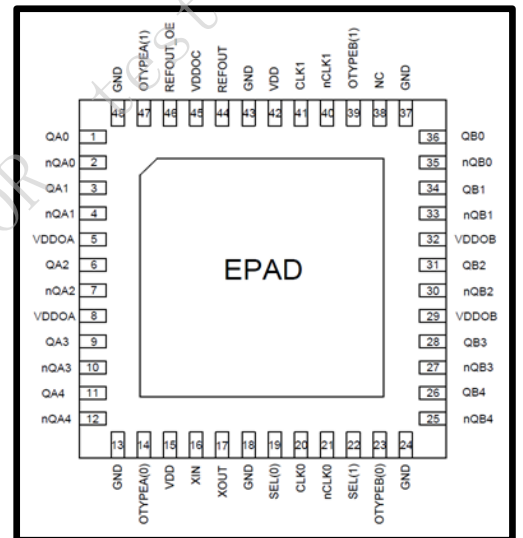 GND
OTYPEA(1)
REFOUT_OE
VDDOC
REFOUT
GND
VDD
CLK1
nCLK1
OTYPEB(1)
NC
GND
48 47 46 45 44 43 42 41 40 39 38 37
QA0 1 36 QB0
nQA0 2 35 nQB0
QA1 3 34 QB1
nQA1 4 33 nQB1
VDDOA 5 32 VDDOB
QA2 6 31 QB2
EPAD
nQA2 7 30 nQB2
VDDOA 8 29 VDDOB
QA3 9 28 QB3
nQA3 10 27 nQB3
QA4 11 26 QB4
nQA4 12 25 nQB4
13 14 15 16 17 18 19 20 21 22 23 24
GND
OTYPEA(0)
VDD
XIN
XOUT
GND
SEL(0)
CLK0
nCLK0
SEL(1)
OTYPEB(0)
GND